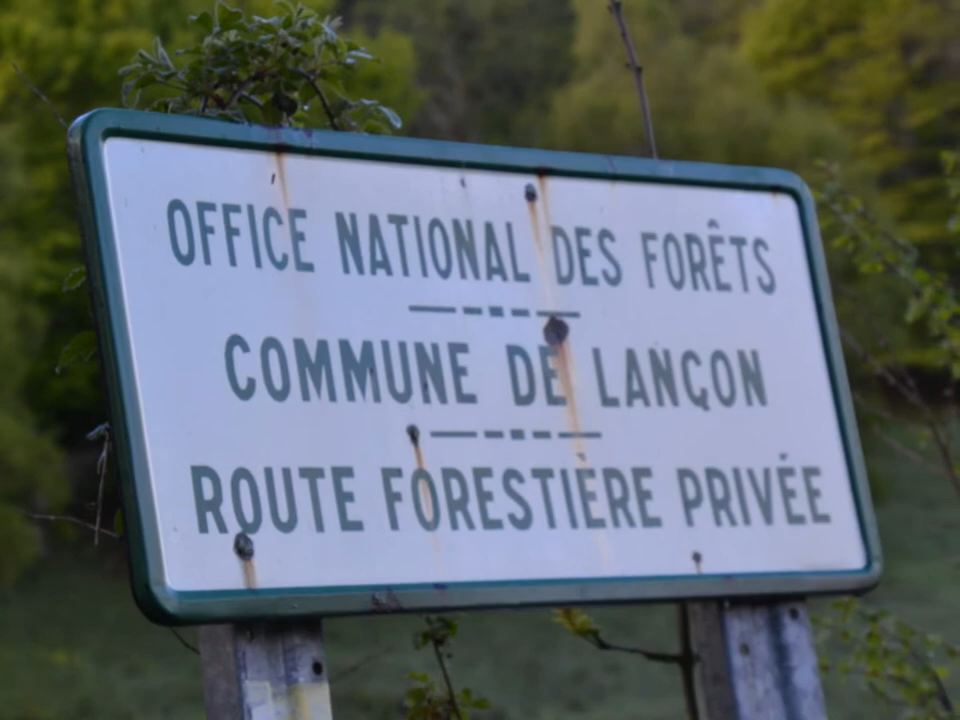 OFFICE NATIONAL DES FORÊTS
COMMUNE DE LANÇON
ROUTE FORESTIÈRE PRIVÉE